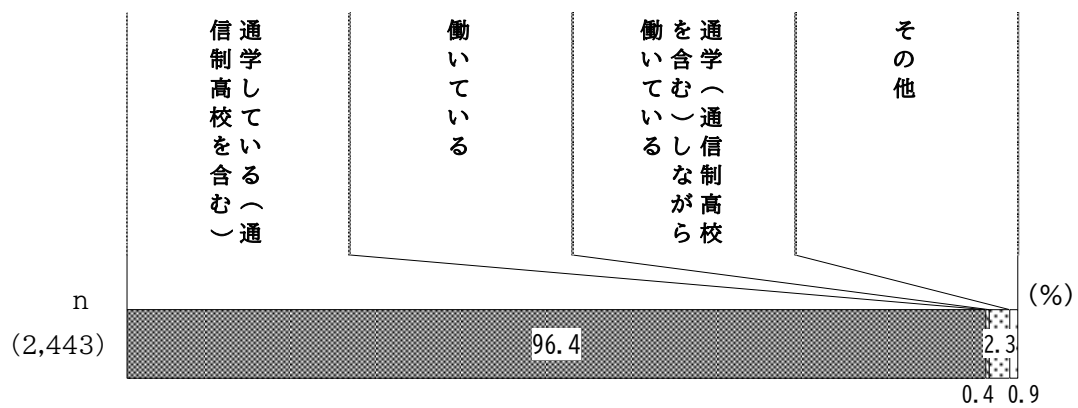 通学している（通
信制高校を含む）
働いている
通学（通信制高校
を含む）しながら
働いている
その他
(%)
n
(2,443)
96.4
2.3
0.4
0.9